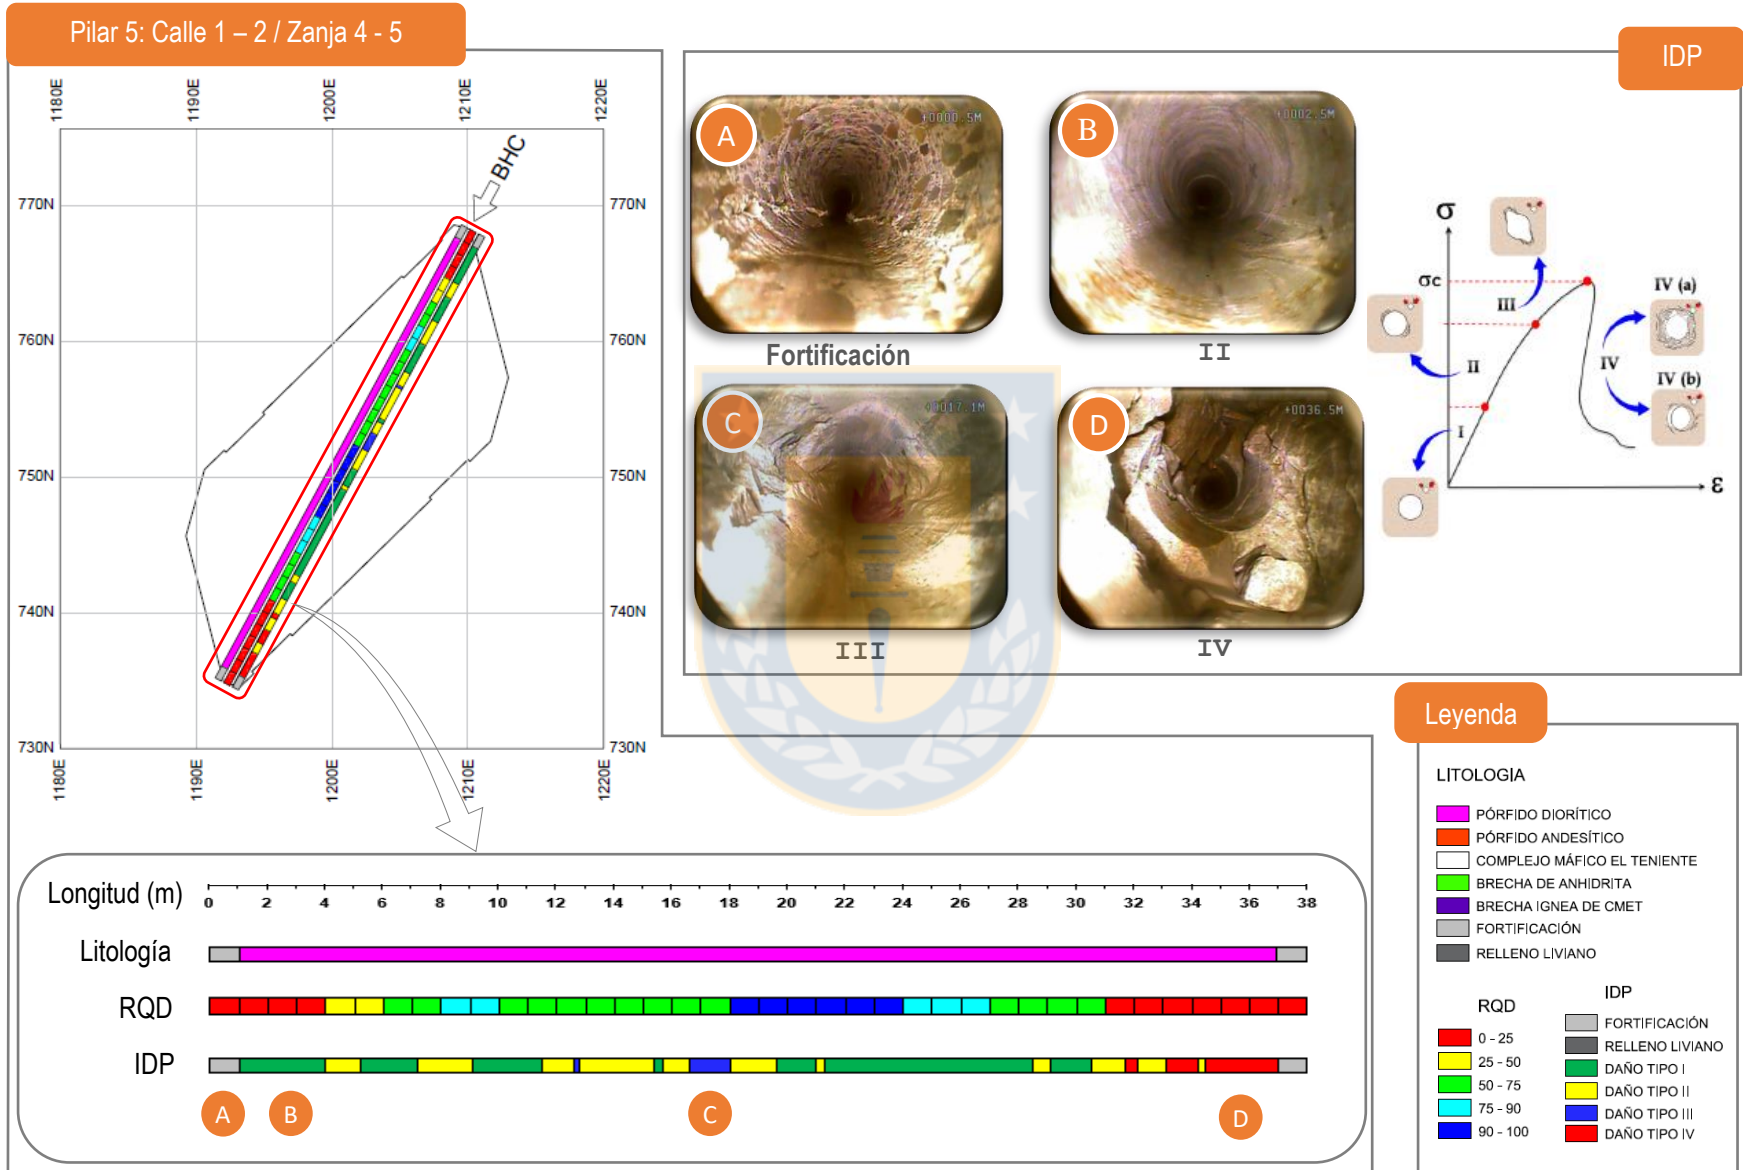 Pilar 5: Calle 1 – 2 / Zanja 4 - 5
1180E 1190E 1200E 1210E 1220E
BHC
770N 770N
760N 760N
750N 750N
740N 740N
730N 730N
1180E 1190E 1200E 1210E 1220E
IDP
A
+0000.5M
Fortificación
B
+0002.5M
II
C
+0017.1M
III
D
+0036.5M
IV
σ
σc
III
II
I
IV
IV (a)
IV (b)
ε
Longitud (m) 0 2 4 6 8 10 12 14 16 18 20 22 24 26 28 30 32 34 36 38
Litología
RQD
IDP
A B C D
Leyenda
LITOLOGIA
PÓRFIDO DIORÍTICO
PÓRFIDO ANDESÍTICO
COMPLEJO MÁFICO EL TENIENTE
BRECHA DE ANHIDRITA
BRECHA IGNEA DE CMET
FORTIFICACIÓN
RELLENO LIVIANO
RQD
0 - 25
25 - 50
50 - 75
75 - 90
90 - 100
IDP
FORTIFICACIÓN
RELLENO LIVIANO
DAÑO TIPO I
DAÑO TIPO II
DAÑO TIPO III
DAÑO TIPO IV